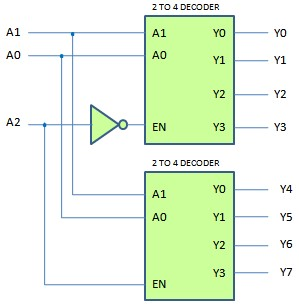 2 TO 4 DECODER
A1 A1 Y0 Y0
A0 A0 Y1 Y1
Y2 Y2
A2 EN Y3 Y3
2 TO 4 DECODER
Y0 Y4
A1
A0 Y1 Y5
Y2 Y6
Y3 Y7
EN